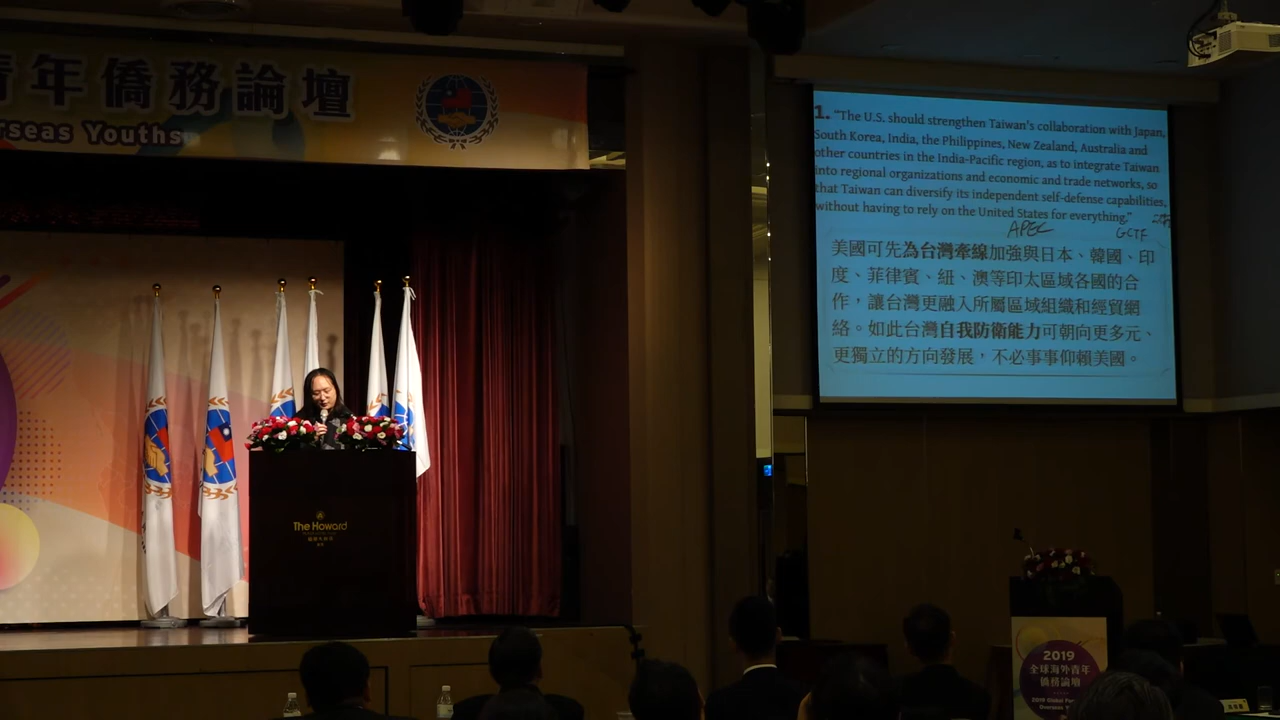 青年僑務論壇
rseas Youths
1. “The U.S. should strengthen Taiwan's collaboration with Japan,
South Korea, India, the Philippines, New Zealand, Australia and
other countries in the India-Pacific region, as to integrate Taiwan
into regional organizations and economic and trade networks, so
that Taiwan can diversify its independent self-defense capabilities,
without having to rely on the United States for everything.”
APEC GCTF
美國可先為台灣牽線加強與日本、韓國、印
度、菲律賓、紐、澳等印太區域各國的合
作，讓台灣更融入所屬區域組織和經貿網
絡。如此台灣自我防衛能力可朝向更多元、
更獨立的方向發展，不必事事仰賴美國。
The Howard
2019
全球海外青年
僑務論壇
2019 Global
Overseas